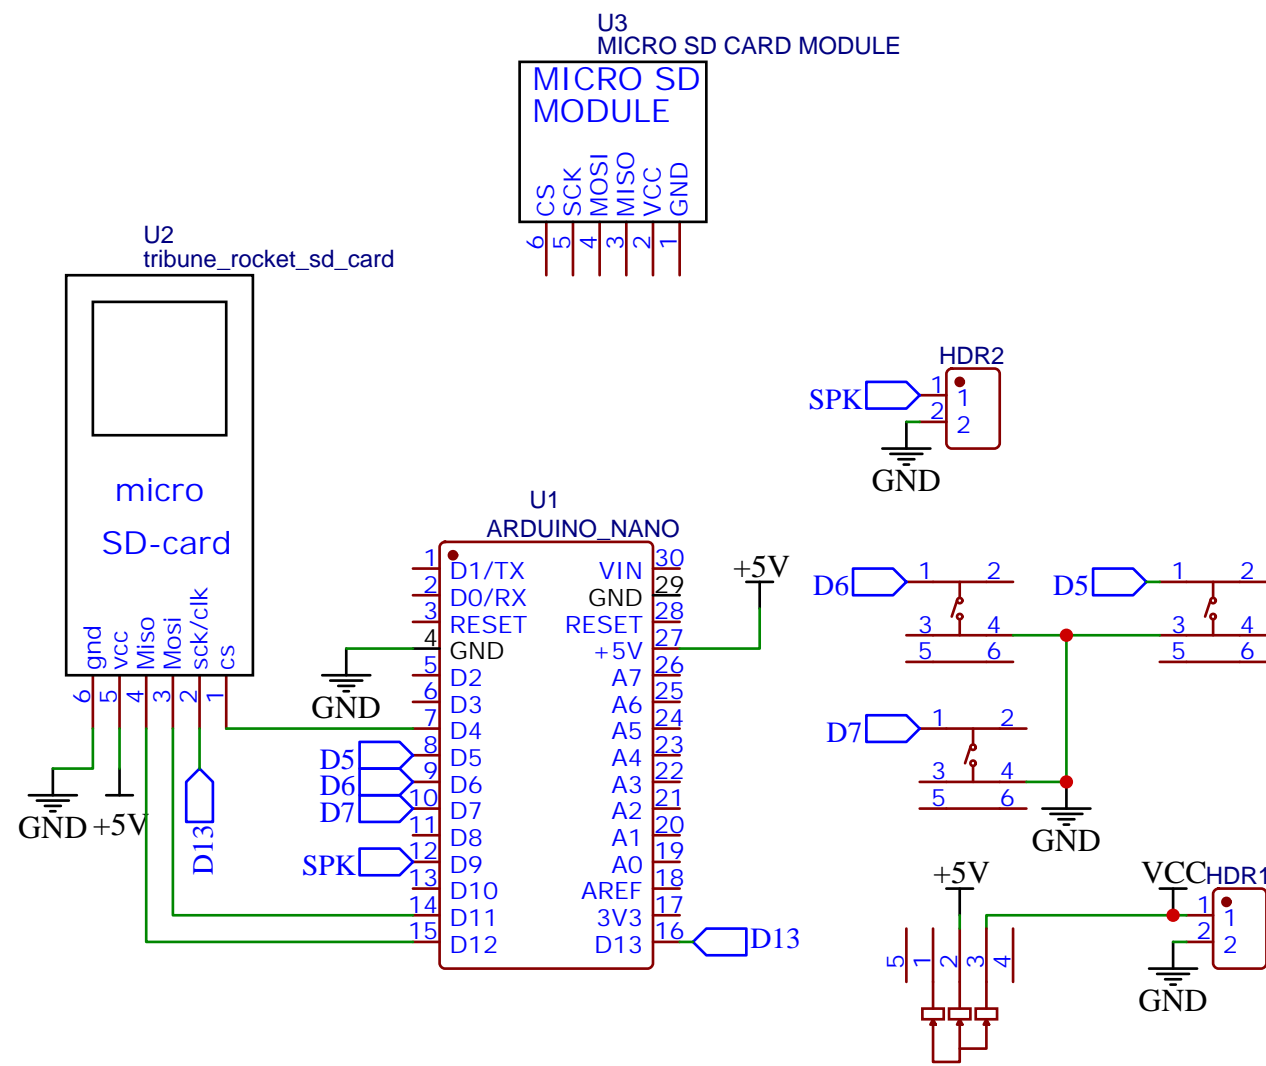 U3
MICRO SD CARD MODULE
MICRO SD
MODULE
CS
SCK
MOSI
MISO
VCC
GND
6
5
4
3
2
1
U2
tribune_rocket_sd_card
micro
SD-card
gnd
vcc
Miso
Mosi
sck/clk
cs
6
5
4
3
2
1
GND
+5V
D13
HDR2
SPK
1
1
2
2
GND
U1
ARDUINO_NANO
1 D1/TX
2 D0/RX
3 RESET
4 GND
5 D2
6 D3
7 D4
8 D5
9 D6
10 D7
11 D8
12 D9
13 D10
14 D11
15 D12
VIN 30
GND 29
RESET 28
+5V 27
A7 26
A6 25
A5 24
A4 23
A3 22
A2 21
A1 20
A0 19
AREF 18
3V3 17
D13 16
GND
D5
D6
D7
SPK
+5V
D13
D6
1 2
3 4
5 6
D5
1 2
3 4
5 6
D7
1 2
3 4
5 6
GND
+5V
VCC
HDR1
1
1
2
2
GND
5
1
2
3
4